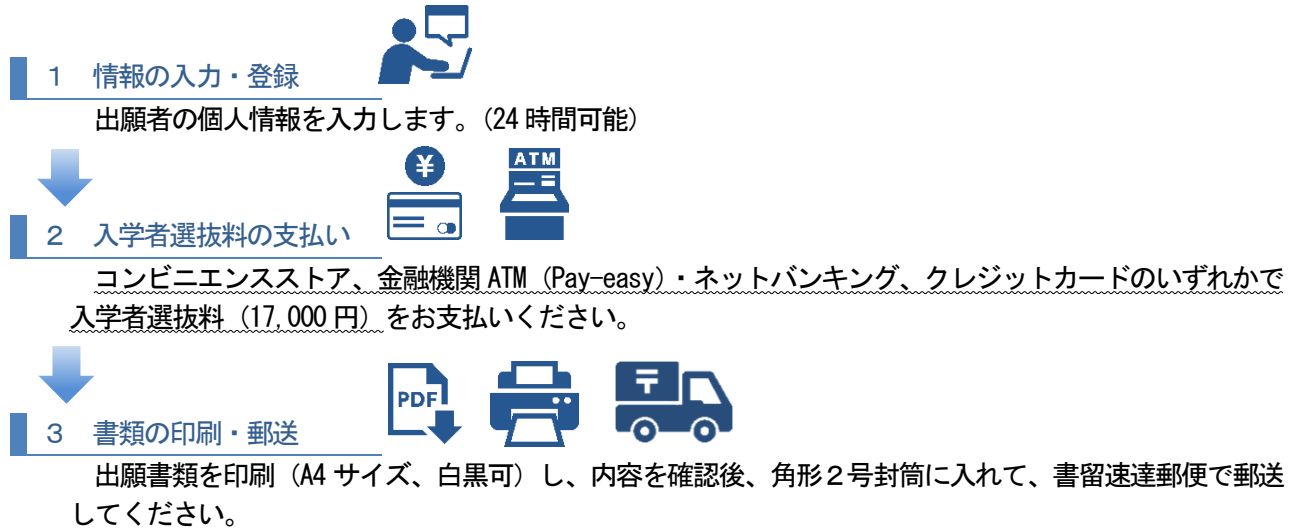 １　情報の入力・登録
出願者の個人情報を入力します。（24 時間可能）
¥
ATM
２　入学者選抜料の支払い
コンビニエンスストア、金融機関 ATM（Pay-easy）・ネットバンキング、クレジットカードのいずれかで
入学者選抜料（17,000 円）をお支払いください。
PDF
〒
３　書類の印刷・郵送
出願書類を印刷（A4 サイズ、白黒可）し、内容を確認後、角形２号封筒に入れて、書留速達郵便で郵送
してください。